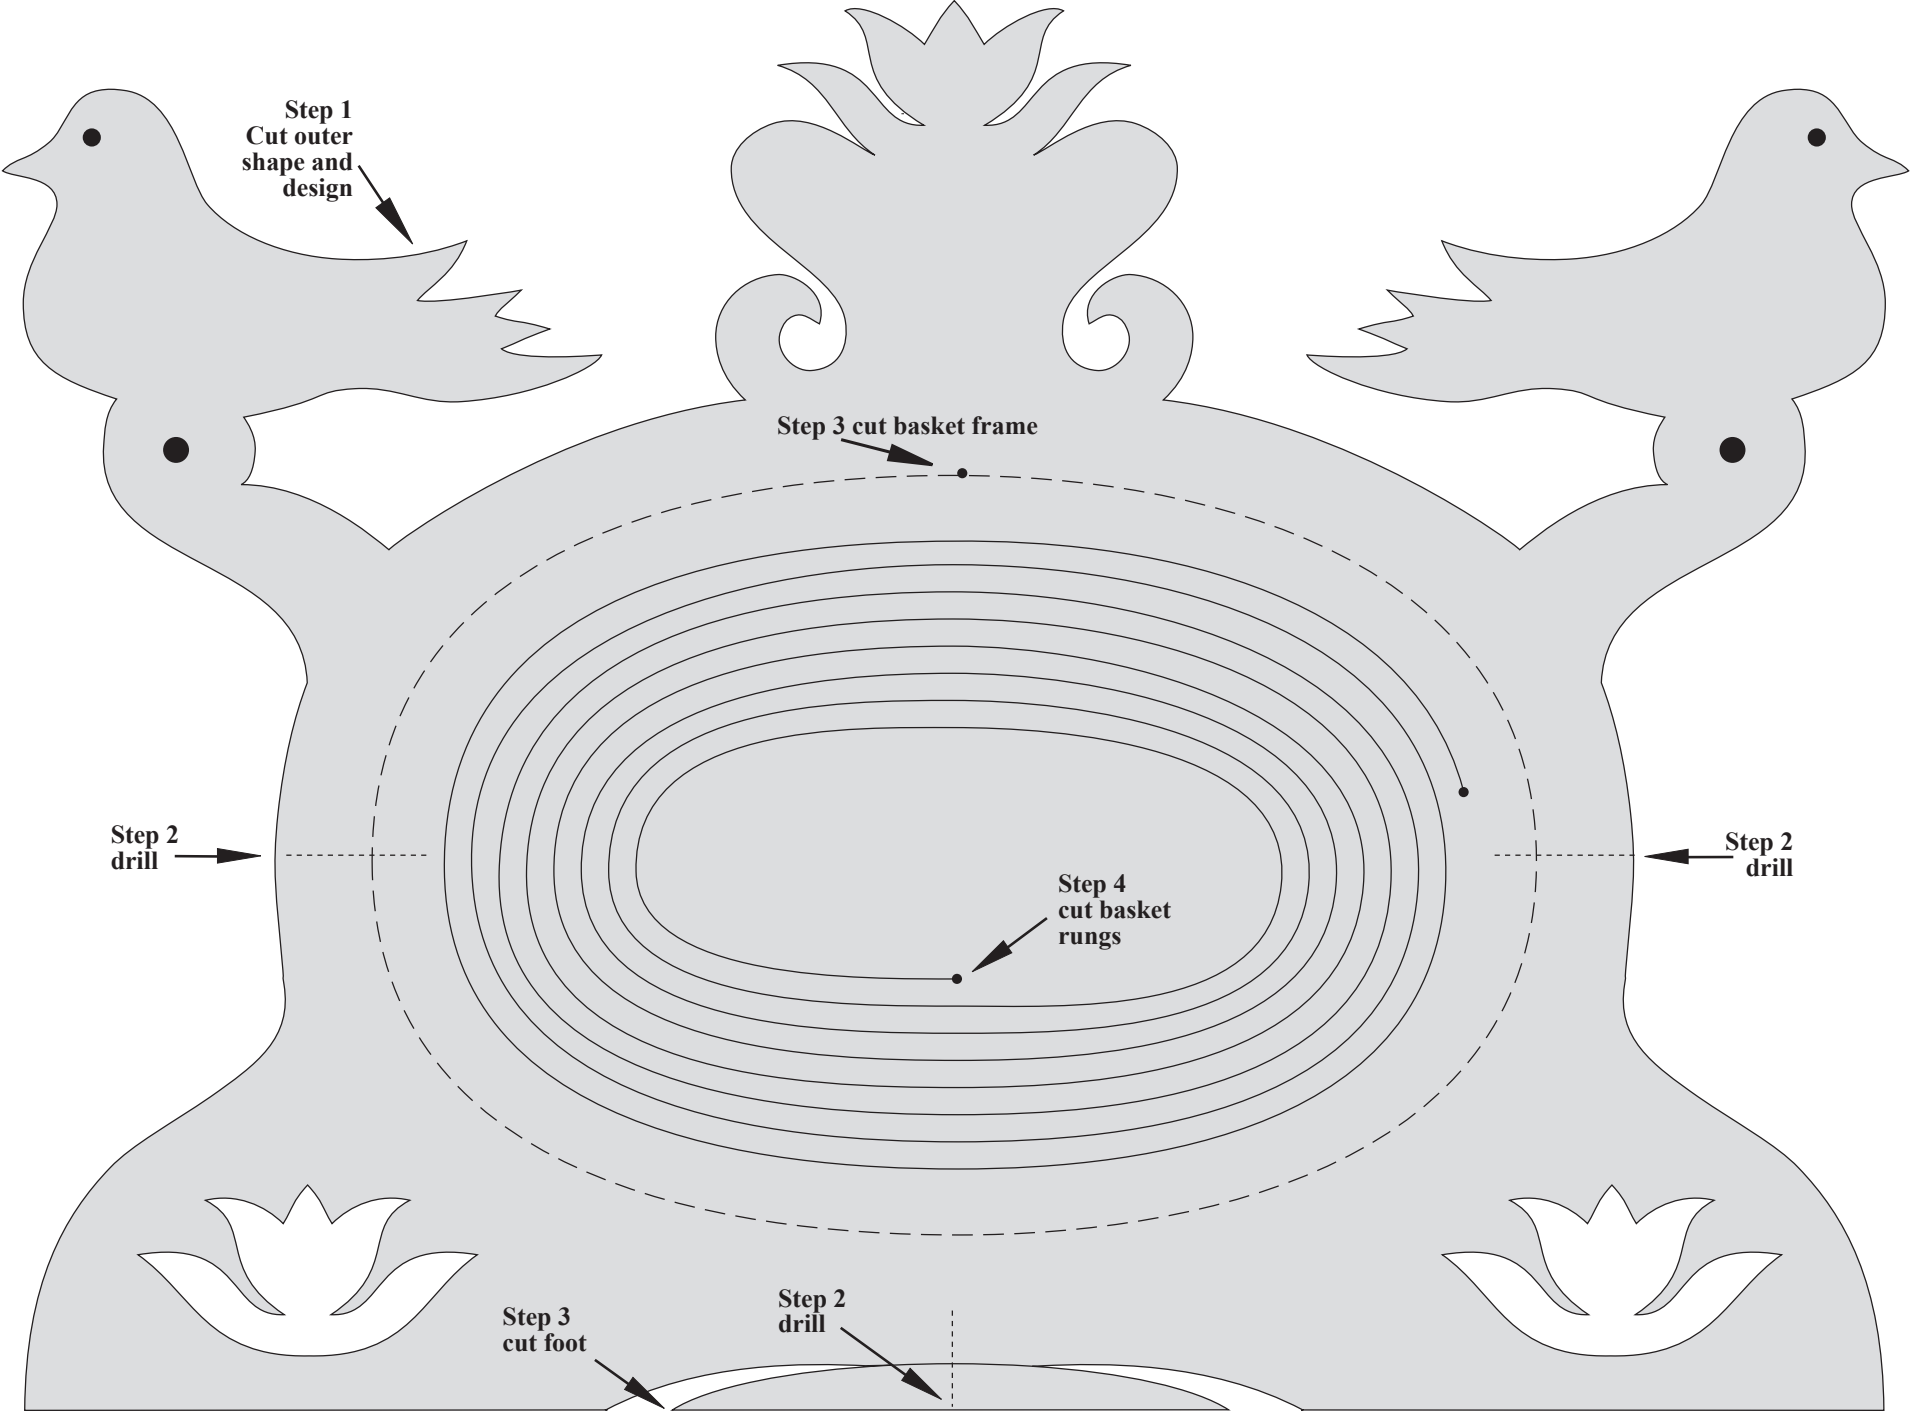 Step 1
Cut outer
shape and
design
Step 3 cut basket frame
Step 2
drill
Step 2
drill
Step 4
cut basket
rungs
Step 2
drill
Step 3
cut foot